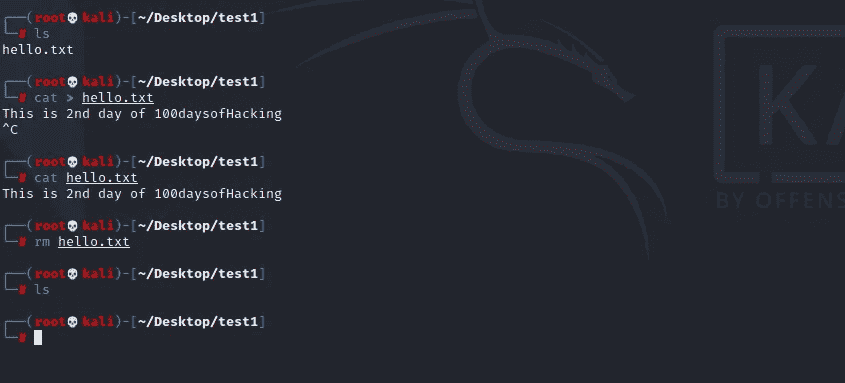 ┌──(root💀kali)-[~/Desktop/test1]
└─# ls
hello.txt
┌──(root💀kali)-[~/Desktop/test1]
└─# cat > hello.txt
This is 2nd day of 100daysofHacking
^C
┌──(root💀kali)-[~/Desktop/test1]
└─# cat hello.txt
This is 2nd day of 100daysofHacking
┌──(root💀kali)-[~/Desktop/test1]
└─# rm hello.txt
┌──(root💀kali)-[~/Desktop/test1]
└─# ls
┌──(root💀kali)-[~/Desktop/test1]
└─#
KA
BY OFFENS